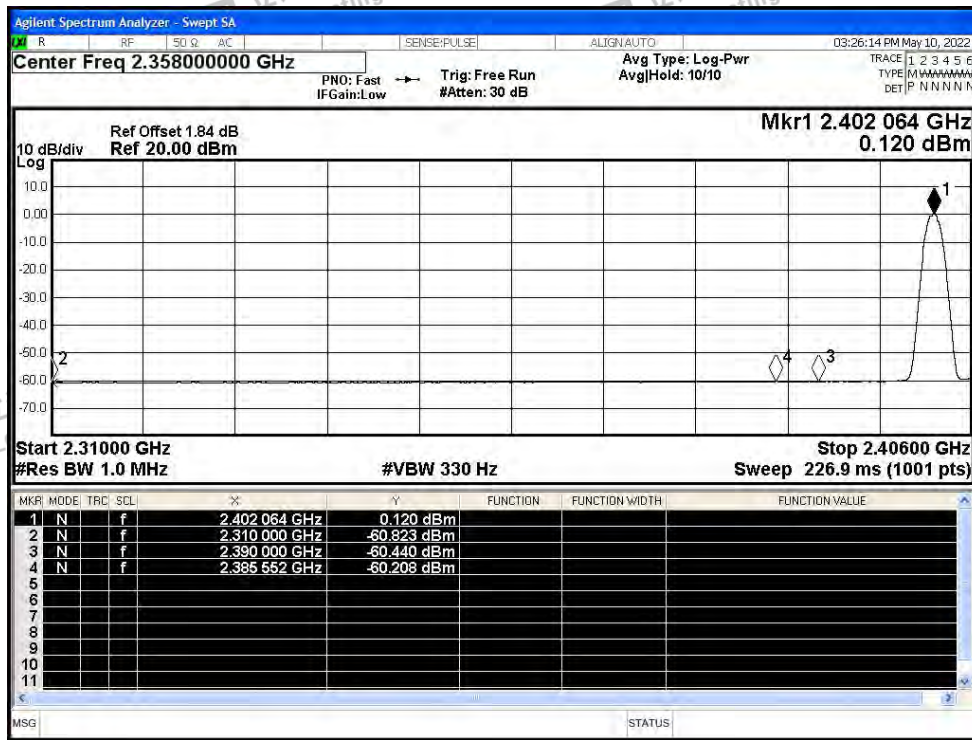 Agilent Spectrum Analyzer - Swept SA
LXI R RF 50 Ω AC SENSE:PULSE ALIGNAUTO 03:26:14 PM May 10, 2022
Center Freq 2.358000000 GHz
PNO: Fast Trig: Free Run Avg Type: Log-Pwr TRACE 1 2 3 4 5 6
IFGain:Low #Atten: 30 dB Avg|Hold: 10/10 TYPE M WWWWW
DET P N N N N N
Ref Offset 1.84 dB Mkr1 2.402 064 GHz
10 dB/div Ref 20.00 dBm 0.120 dBm
Log
10.0
1
0.00
-10.0
-20.0
-30.0
-40.0
-50.0
2 4 3
-60.0
-70.0
Start 2.31000 GHz Stop 2.40600 GHz
#Res BW 1.0 MHz #VBW 330 Hz Sweep 226.9 ms (1001 pts)
MKR MODE TRC SCL X Y FUNCTION FUNCTION WIDTH FUNCTION VALUE
1 N f 2.402 064 GHz 0.120 dBm
2 N f 2.310 000 GHz -60.823 dBm
3 N f 2.390 000 GHz -60.440 dBm
4 N f 2.385 552 GHz -60.208 dBm
5
6
7
8
9
10
11
MSG STATUS